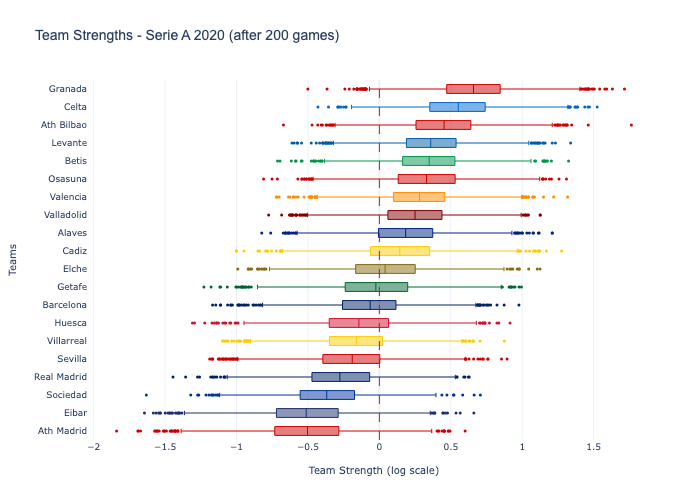 Team Strengths - Serie A 2020 (after 200 games)
Teams
Granada
Celta
Ath Bilbao
Levante
Betis
Osasuna
Valencia
Valladolid
Alaves
Cadiz
Elche
Getafe
Barcelona
Huesca
Villarreal
Sevilla
Real Madrid
Sociedad
Eibar
Ath Madrid
−2 −1.5 −1 −0.5 0 0.5 1 1.5
Team Strength (log scale)